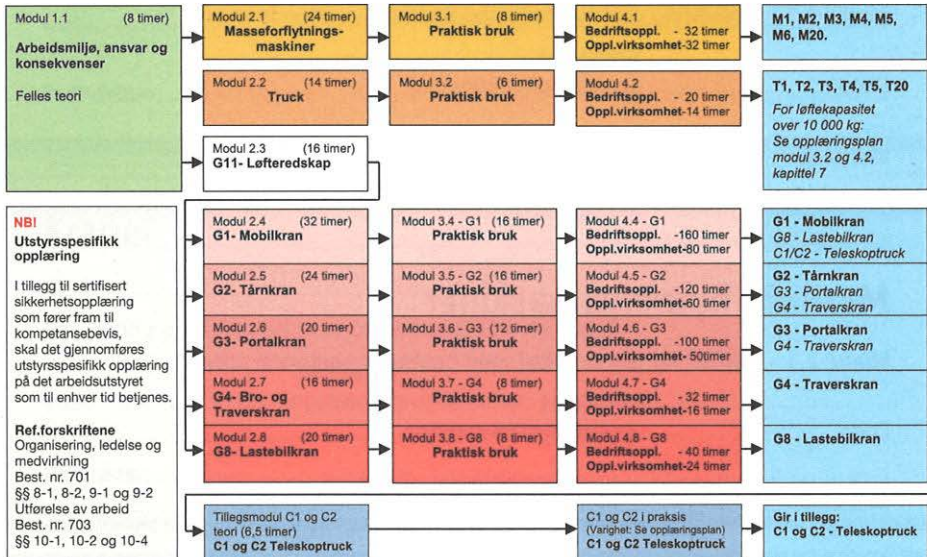 Modul 1.1 (8 timer)
Arbeidsmiljø, ansvar og
konsekvenser
Felles teori
Modul 2.1 (24 timer)
Masseforflytnings-
maskiner
Modul 3.1 (8 timer)
Praktisk bruk
Modul 4.1
Bedriftsoppl. - 32 timer
Oppl.virksomhet-32 timer
M1, M2, M3, M4, M5,
M6, M20.
Modul 2.2 (14 timer)
Truck
Modul 3.2 (6 timer)
Praktisk bruk
Modul 4.2
Bedriftsoppl. - 20 timer
Oppl.virksomhet-14 timer
T1, T2, T3, T4, T5, T20
For løftekapasitet
over 10 000 kg:
Se opplæringsplan
modul 3.2 og 4.2,
kapittel 7
Modul 2.3 (16 timer)
G11- Løfteredskap
NB!
Utstyrsspesifikk
opplæring
I tillegg til sertifisert
sikkerhetsopplæring
som fører fram til
kompetansebevis,
skal det gjennomføres
utstyrsspesifikk opplæring
på det arbeidsutstyret
som til enhver tid betjenes.
Ref.forskriftene
Organisering, ledelse og
medvirkning
Best. nr. 701
§§ 8-1, 8-2, 9-1 og 9-2
Utførelse av arbeid
Best. nr. 703
§§ 10-1, 10-2 og 10-4
Modul 2.4 (32 timer)
G1- Mobilkran
Modul 3.4 - G1 (16 timer)
Praktisk bruk
Modul 4.4 - G1
Bedriftsoppl. -160 timer
Oppl.virksomhet-80 timer
G1 - Mobilkran
G8 - Lastebilkran
C1/C2 - Teleskoptruck
Modul 2.5 (24 timer)
G2- Tårnkran
Modul 3.5 - G2 (16 timer)
Praktisk bruk
Modul 4.5 - G2
Bedriftsoppl. -120 timer
Oppl.virksomhet-60 timer
G2 - Tårnkran
G3 - Portalkran
G4 - Traverskran
Modul 2.6 (20 timer)
G3- Portalkran
Modul 3.6 - G3 (12 timer)
Praktisk bruk
Modul 4.6 - G3
Bedriftsoppl. -100 timer
Oppl.virksomhet- 50timer
G3 - Portalkran
G4 - Traverskran
Modul 2.7 (16 timer)
G4- Bro- og
Traverskran
Modul 3.7 - G4 (8 timer)
Praktisk bruk
Modul 4.7 - G4
Bedriftsoppl. - 32 timer
Oppl.virksomhet-16 timer
G4 - Traverskran
Modul 2.8 (20 timer)
G8- Lastebilkran
Modul 3.8 - G8 (8 timer)
Praktisk bruk
Modul 4.8 - G8
Bedriftsoppl. - 40 timer
Oppl.virksomhet-24 timer
G8 - Lastebilkran
Tillegsmodul C1 og C2
teori (6,5 timer)
C1 og C2 Teleskoptruck
C1 og C2 i praksis
(Varighet: Se opplæringsplan)
C1 og C2 Teleskoptruck
Gir i tillegg:
C1 og C2 - Teleskoptruck